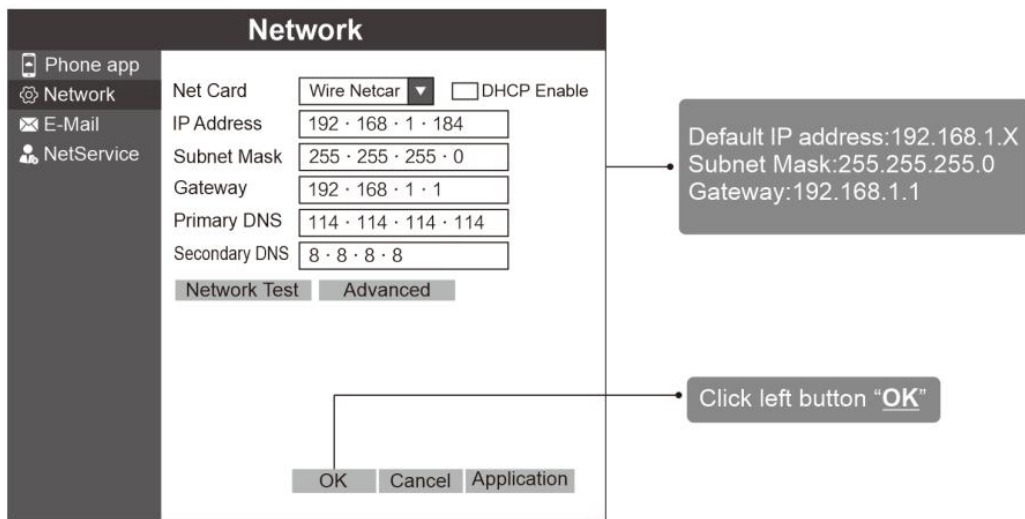 Network
Phone app
Network
E-Mail
NetService
Net Card Wire Netcar DHCP Enable
IP Address 192 · 168 · 1 · 184
Subnet Mask 255 · 255 · 255 · 0
Gateway 192 · 168 · 1 · 1
Primary DNS 114 · 114 · 114 · 114
Secondary DNS 8 · 8 · 8 · 8
Network Test Advanced
OK Cancel Application
Default IP address:192.168.1.X
Subnet Mask:255.255.255.0
Gateway:192.168.1.1
Click left button “OK”